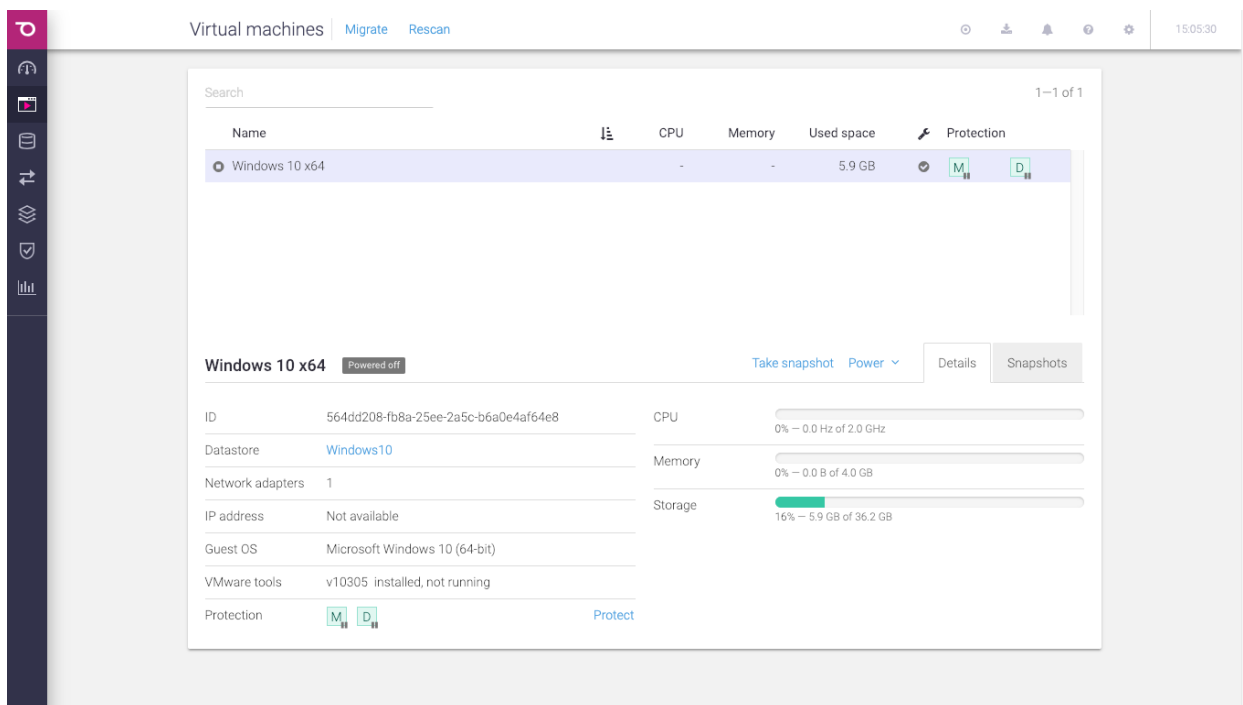 Virtual machines Migrate Rescan 15:05:30
Search 1—1 of 1
Name CPU Memory Used space Protection
Windows 10 x64 - - 5.9 GB M D
Windows 10 x64 Powered off Take snapshot Power Details Snapshots
ID 564dd208-fb8a-25ee-2a5c-b6a0e4af64e8
Datastore Windows10
Network adapters 1
IP address Not available
Guest OS Microsoft Windows 10 (64-bit)
VMware tools v10305 installed, not running
Protection M D Protect
CPU
0% — 0.0 Hz of 2.0 GHz
Memory
0% — 0.0 B of 4.0 GB
Storage
16% — 5.9 GB of 36.2 GB